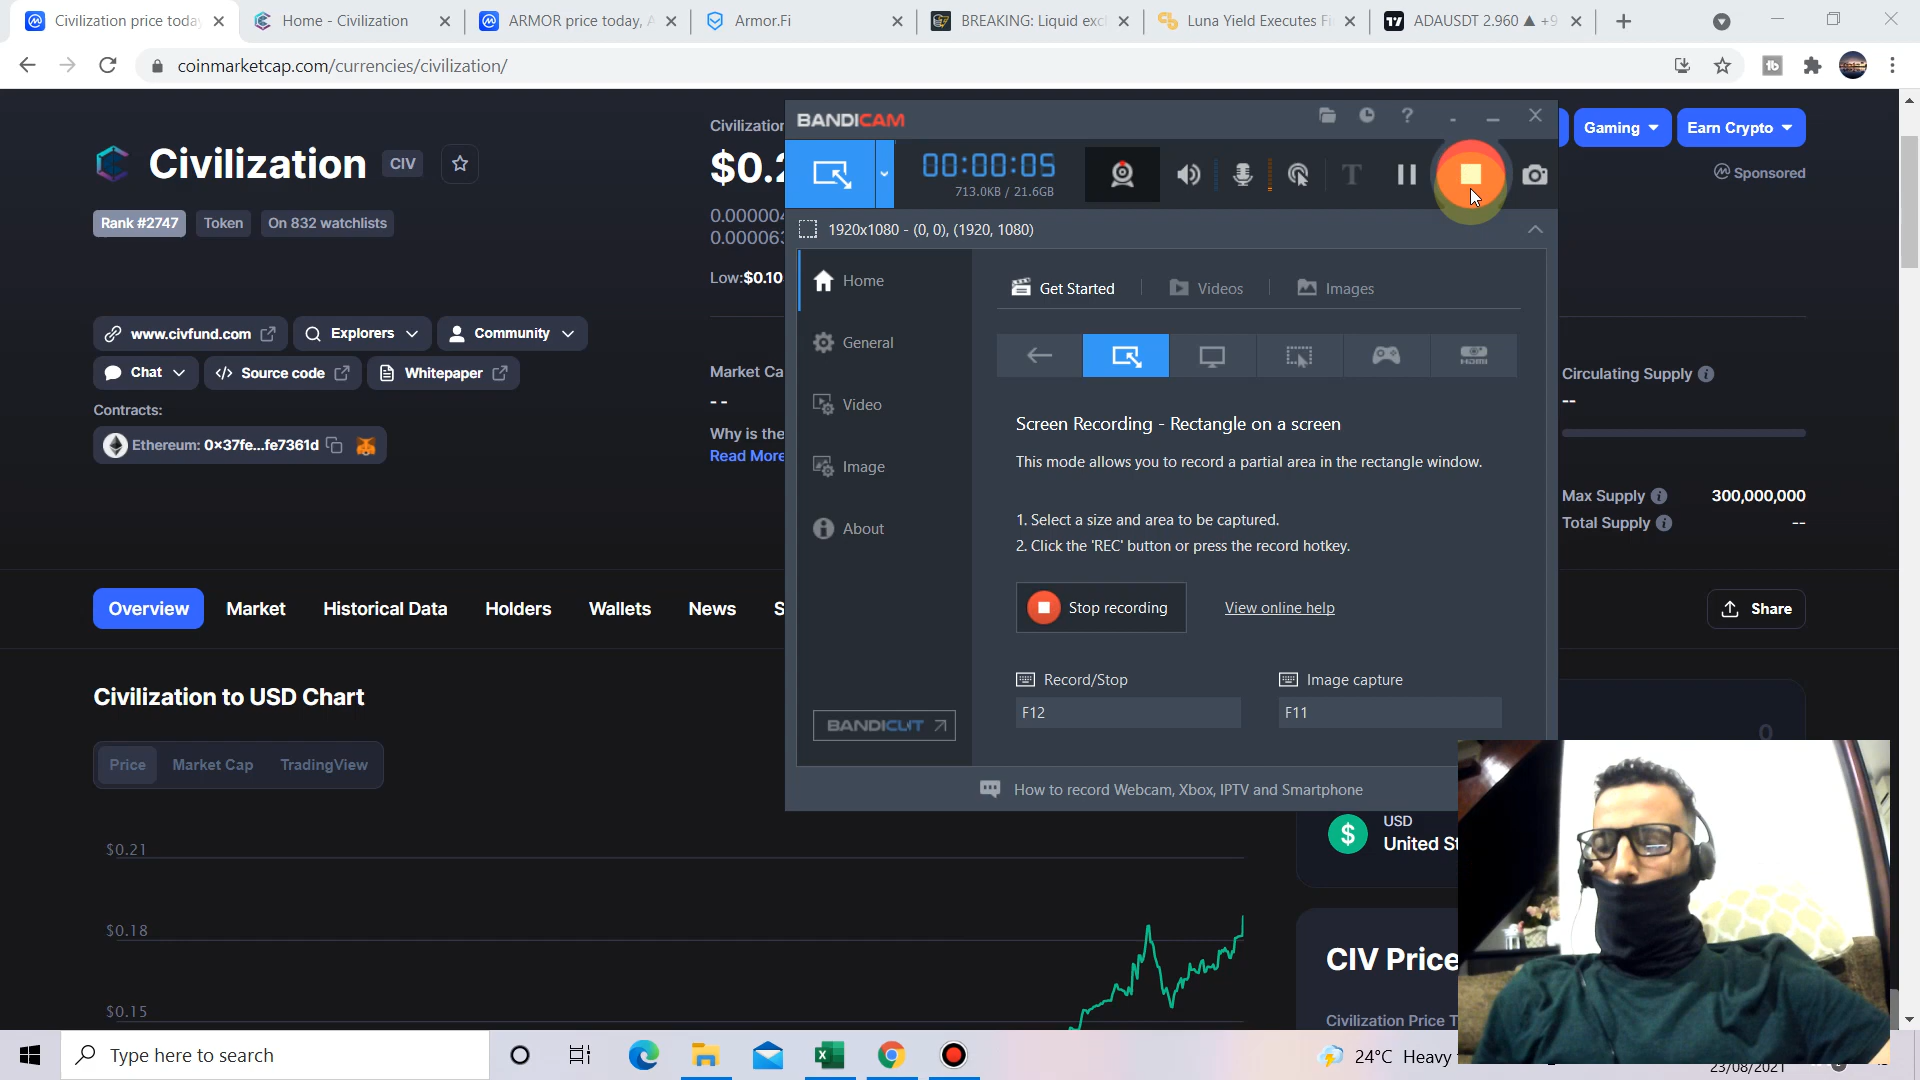 Civilization price today
Home - Civilization
ARMOR price today, A
Armor.Fi
BREAKING: Liquid exc
Luna Yield Executes Fi
ADAUSDT 2.960 ▲ +9
coinmarketcap.com/currencies/civilization/
Civilization CIV
Rank #2747 Token On 832 watchlists
www.civfund.com Explorers Community
Chat Source code Whitepaper
Contracts:
Ethereum: 0x37fe...fe7361d
Civilization
$0.2
0.00000
0.00006
Low:$0.10
Market Ca
- -
Why is the
Read More
BANDICAM
00:00:05
713.0KB / 21.6GB
1920x1080 - (0, 0), (1920, 1080)
Home
General
Video
Image
About
BANDICUT
Get Started Videos Images
HDMI
Screen Recording - Rectangle on a screen
This mode allows you to record a partial area in the rectangle window.
1. Select a size and area to be captured.
2. Click the 'REC' button or press the record hotkey.
Stop recording View online help
Record/Stop Image capture
F12 F11
How to record Webcam, Xbox, IPTV and Smartphone
Gaming Earn Crypto
Sponsored
Circulating Supply
--
Max Supply 300,000,000
Total Supply --
Overview Market Historical Data Holders Wallets News S
Share
Civilization to USD Chart
Price Market Cap TradingView
$0.21
$0.18
$0.15
0
USD
United St
CIV Price
Civilization Price T
Type here to search
24°C Heavy
23/08/2021